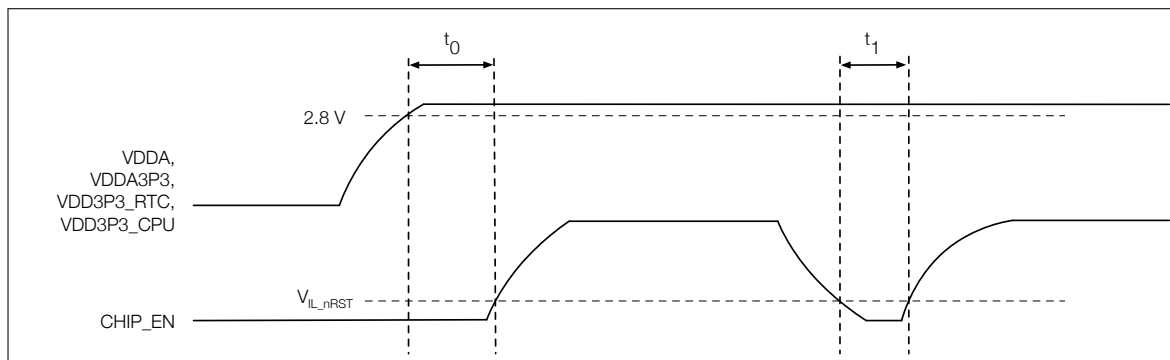 t0
t1
2.8 V
VDDA,
VDDA3P3,
VDD3P3_RTC,
VDD3P3_CPU
VIL_nRST
CHIP_EN